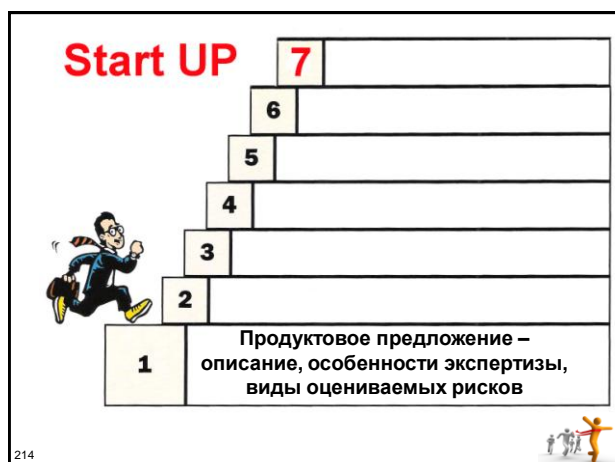 Start UP 7
6
5
4
3
2
1
Продуктовое предложение –
описание, особенности экспертизы,
виды оцениваемых рисков
214